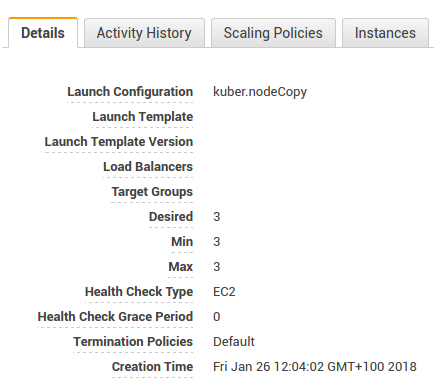 Details Activity History Scaling Policies Instances
Launch Configuration kuber.nodeCopy
Launch Template
Launch Template Version
Load Balancers
Target Groups
Desired 3
Min 3
Max 3
Health Check Type EC2
Health Check Grace Period 0
Termination Policies Default
Creation Time Fri Jan 26 12:04:02 GMT+100 2018